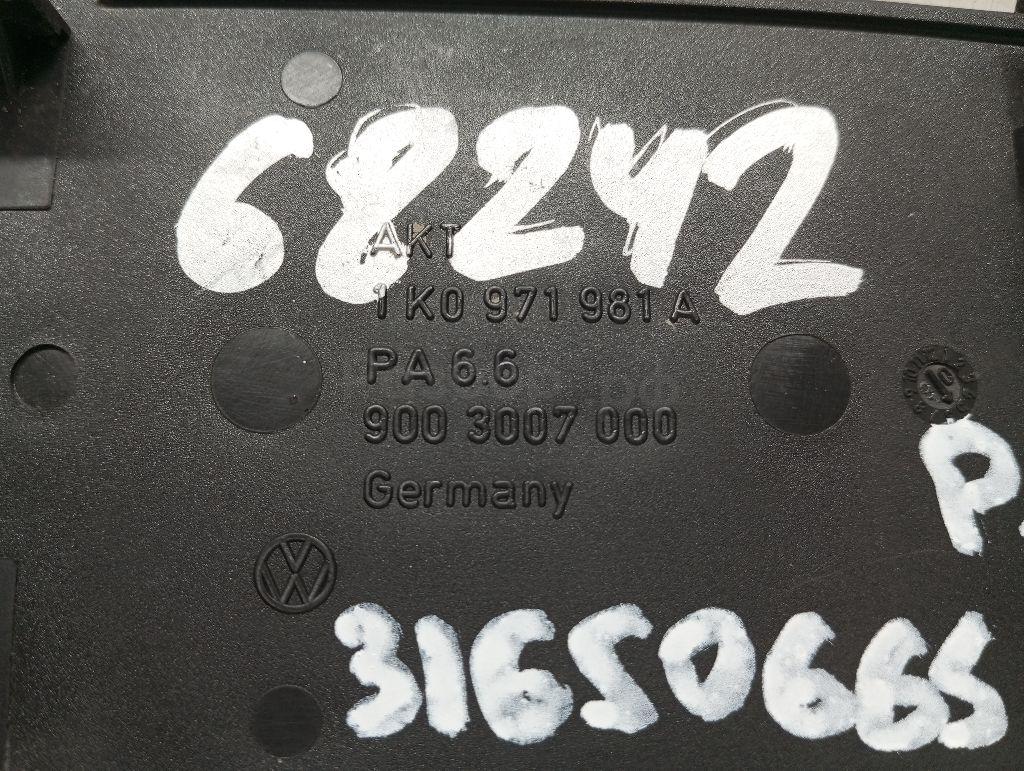 68242
AKT
1K0 971 981 A
PA 6.6
900 3007 000
Germany
P.
31650665